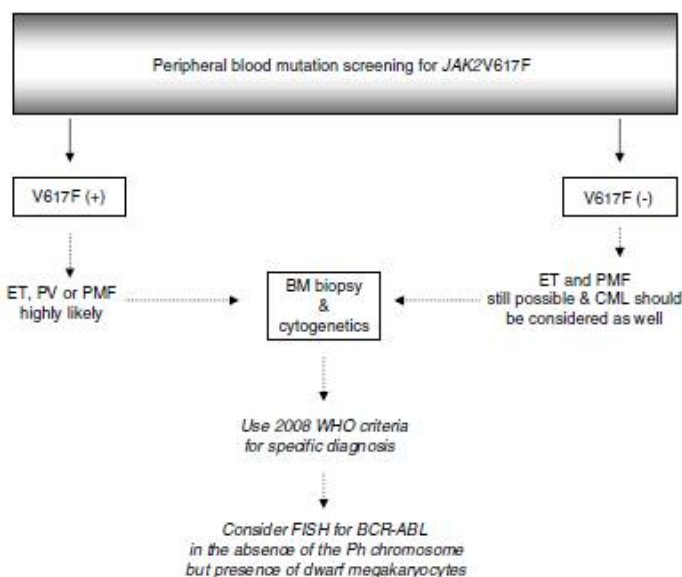 Peripheral blood mutation screening for JAK2V617F
V617F (+)
V617F (-)
ET, PV or PMF
highly likely
BM biopsy
&
cytogenetics
ET and PMF
still possible & CML should
be considered as well
Use 2008 WHO criteria
for specific diagnosis
Consider FISH for BCR-ABL
in the absence of the Ph chromosome
but presence of dwarf megakaryocytes